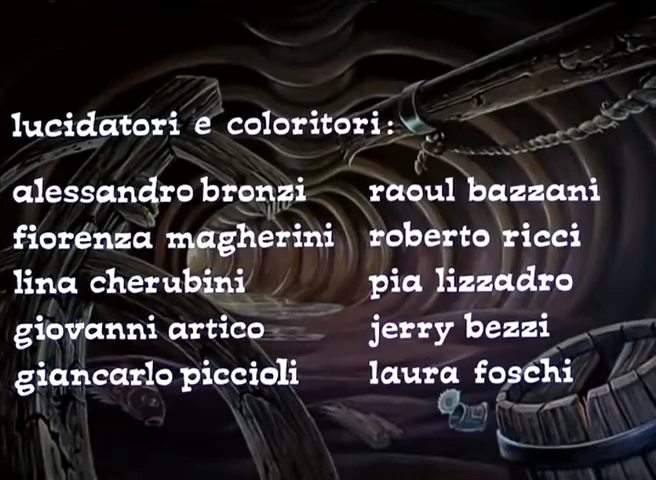 lucidatori e coloritori:
alessandro bronzi
fiorenza magherini
lina cherubini
giovanni artico
giancarlo piccioli
raoul bazzani
roberto ricci
pia lizzadro
jerry bezzi
laura foschi